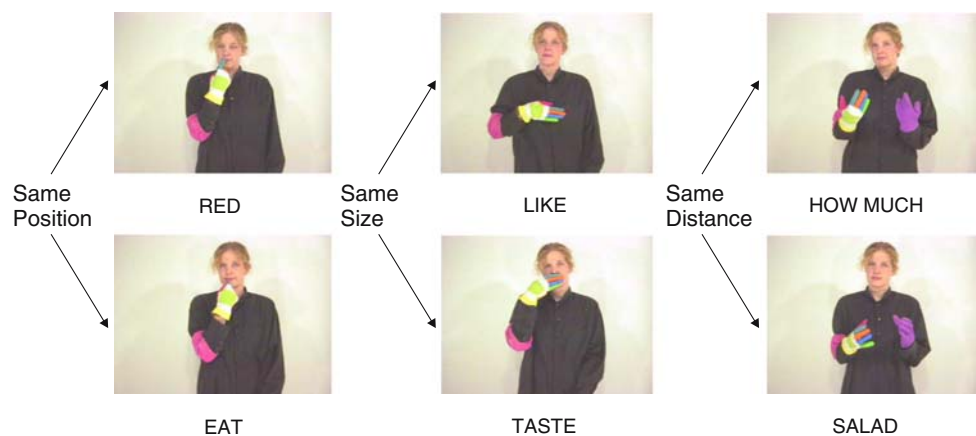 Same
Position
RED
Same
Size
LIKE
Same
Distance
HOW MUCH
EAT
TASTE
SALAD